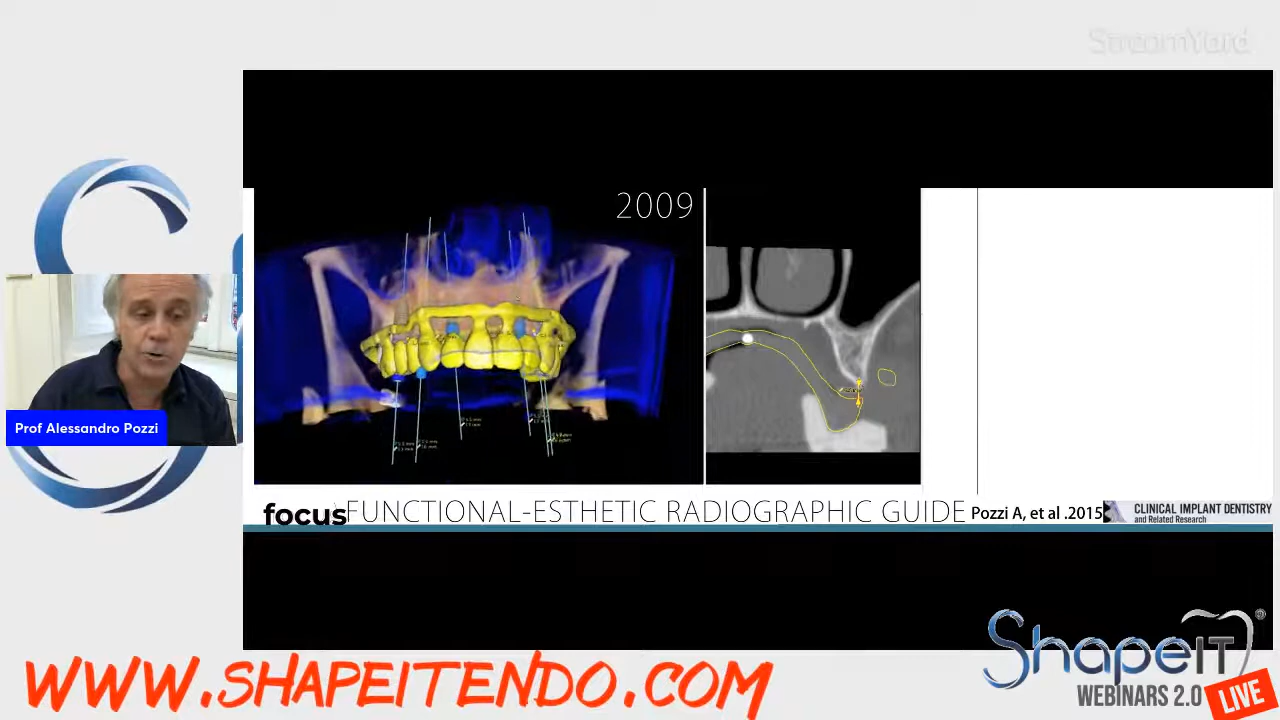 StreamYard
2009
Prof Alessandro Pozzi
focus FUNCTIONAL-ESTHETIC RADIOGRAPHIC GUIDE Pozzi A, et al .2015 CLINICAL IMPLANT DENTISTRY
and Related Research
ShapeIT®
WEBINARS 2.0 LIVE
WWW.SHAPEITENDO.COM